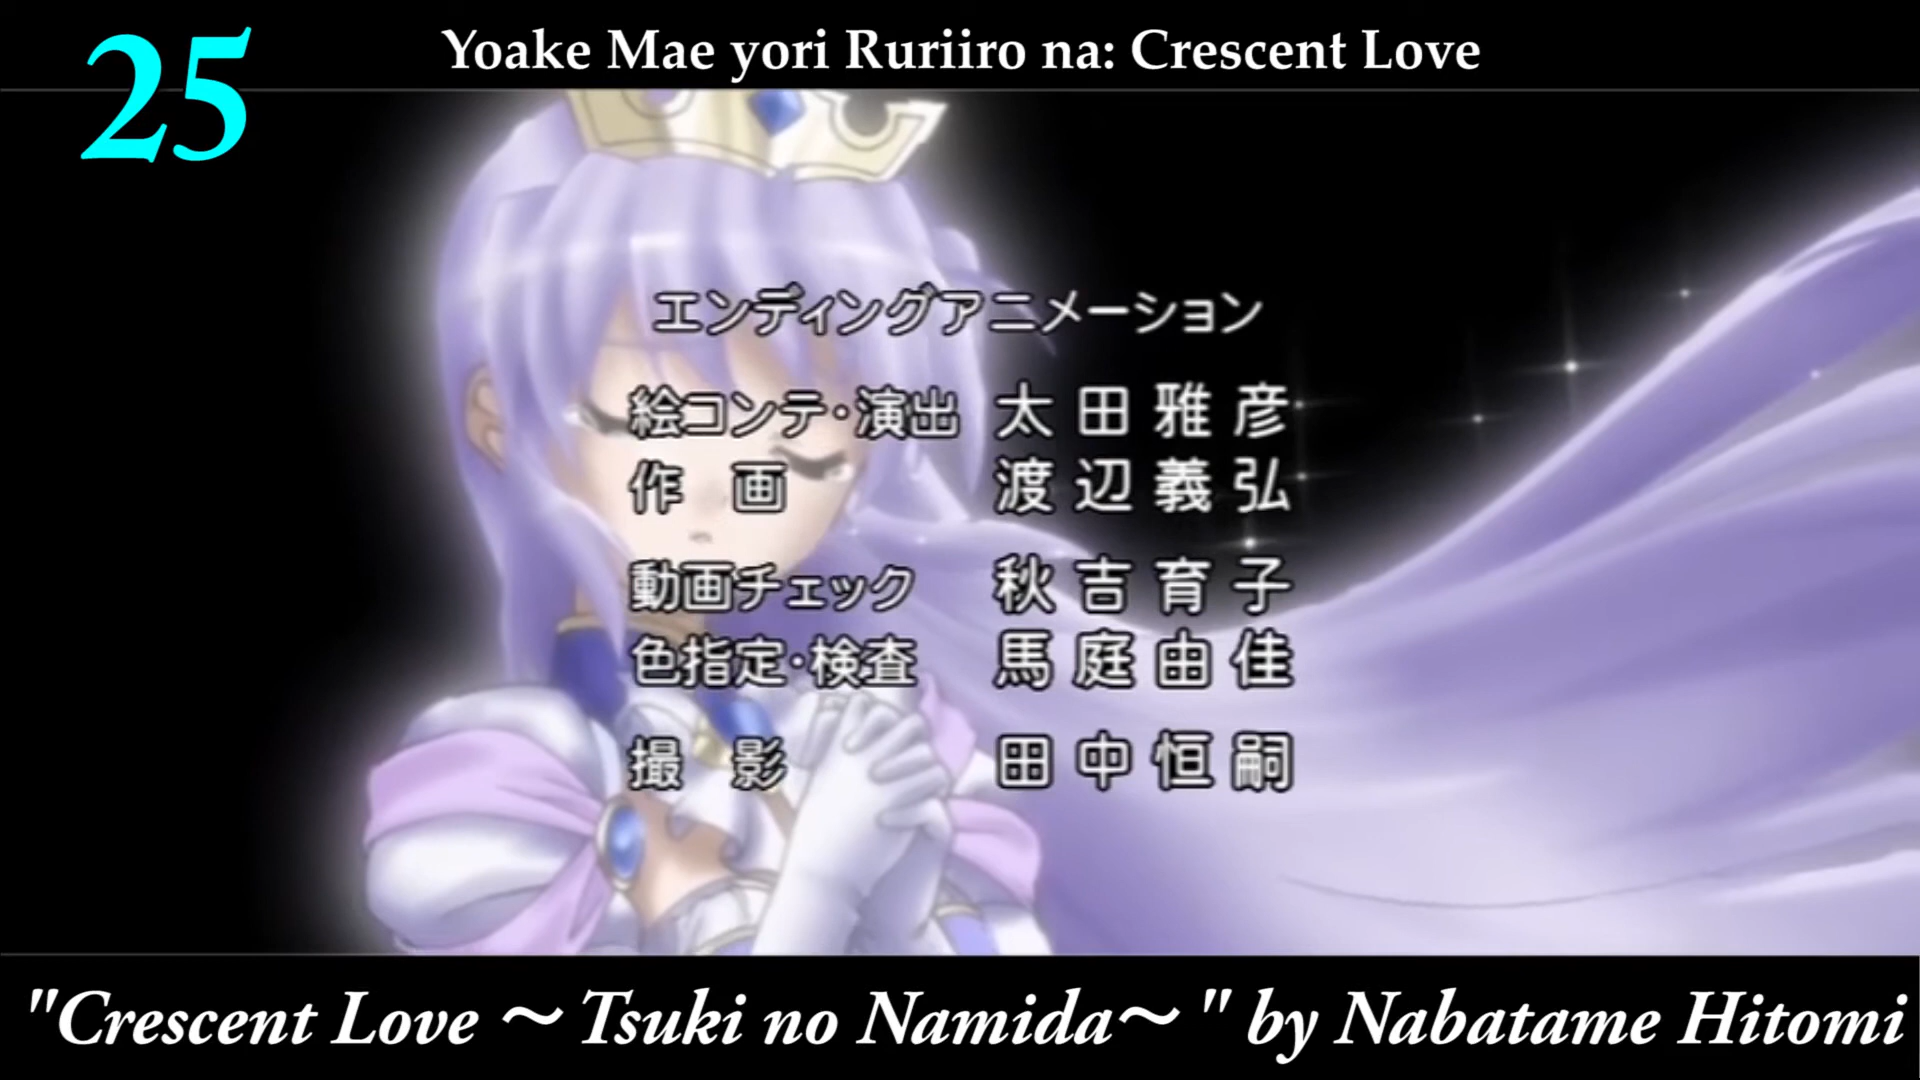 25
Yoake Mae yori Ruriiro na: Crescent Love
エンディングアニメーション
絵コンテ・演出 太田雅彦
作画 渡辺義弘
動画チェック 秋吉育子
色指定・検査 馬庭由佳
撮影 田中恒嗣
"Crescent Love ～Tsuki no Namida～" by Nabatame Hitomi